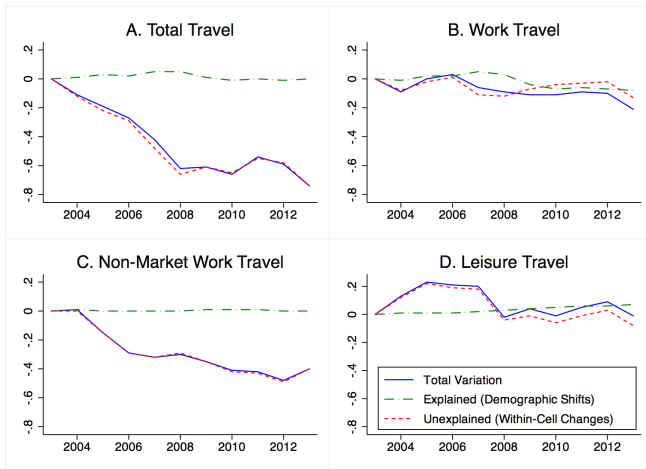 A. Total Travel
.2
0
-.2
-.4
-.6
-.8
2004 2006 2008 2010 2012
B. Work Travel
.2
0
-.2
-.4
-.6
-.8
2004 2006 2008 2010 2012
C. Non-Market Work Travel
.2
0
-.2
-.4
-.6
-.8
2004 2006 2008 2010 2012
D. Leisure Travel
.2
0
-.2
-.4
-.6
-.8
2004 2006 2008 2010 2012
Total Variation
Explained (Demographic Shifts)
Unexplained (Within-Cell Changes)